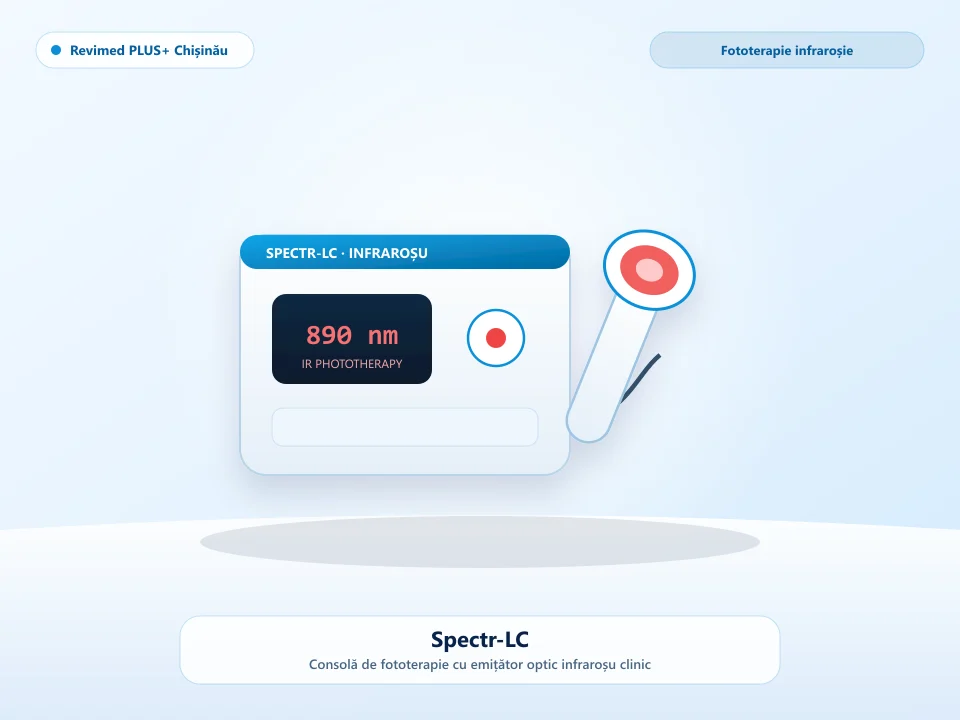 Revimed PLUS+ Chișinău
Fototerapie infraroșie
SPECTR-LC · INFRAROȘU
890 nm
IR PHOTOTHERAPY
Spectr-LC
Consolă de fototerapie cu emițător optic infraroșu clinic